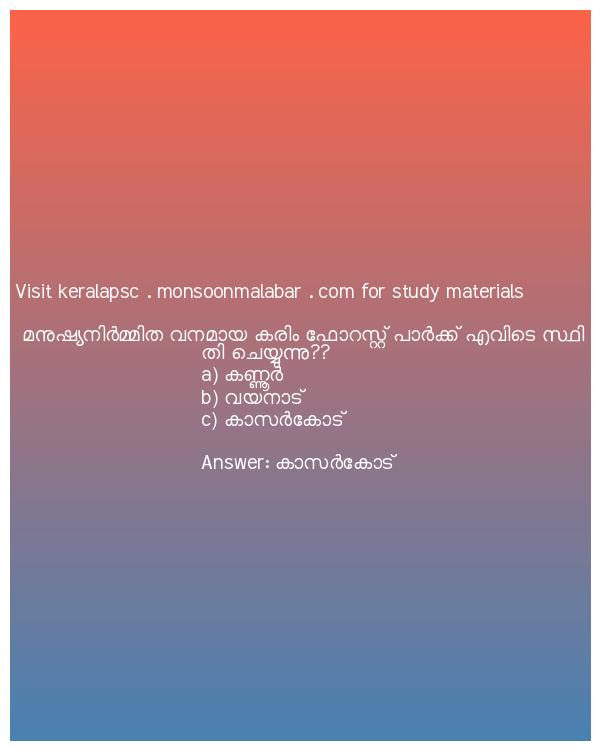 Visit keralapsc . monsoonmalabar . com for study materials
മനുഷ്യനിർമ്മിത വനമായ കരിം ഫോറസ്റ്റ് പാർക്ക് എവിടെ സ്ഥി
തി ചെയ്യുന്നു??
a) കണ്ണൂർ
b) വയനാട്
c) കാസർകോട്
Answer: കാസർകോട്